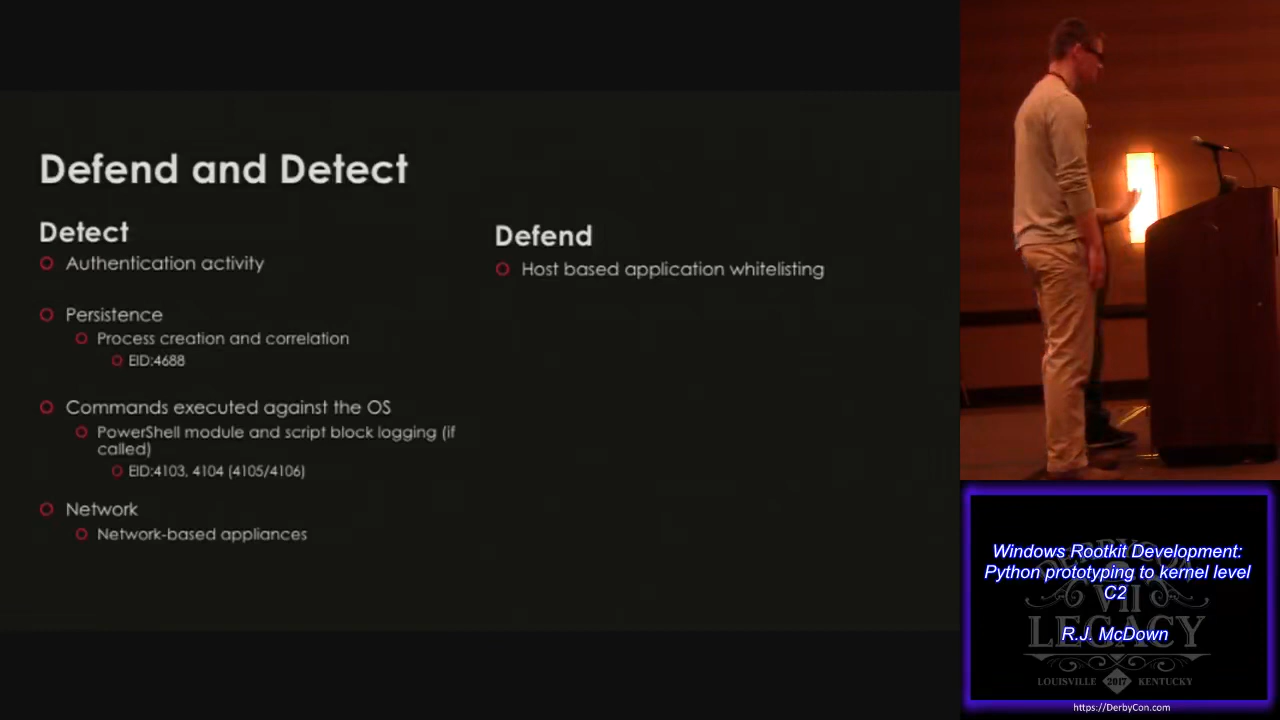 Defend and Detect
Detect
Authentication activity
Persistence
Process creation and correlation
EID:4688
Commands executed against the OS
PowerShell module and script block logging (if
called)
EID:4103, 4104 (4105/4106)
Network
Network-based appliances
Defend
Host based application whitelisting
Windows Rootkit Development:
Python prototyping to kernel level
C2
R.J. McDown
DERBYCON
VII
LEGACY
LOUISVILLE 2017 KENTUCKY
https://DerbyCon.com